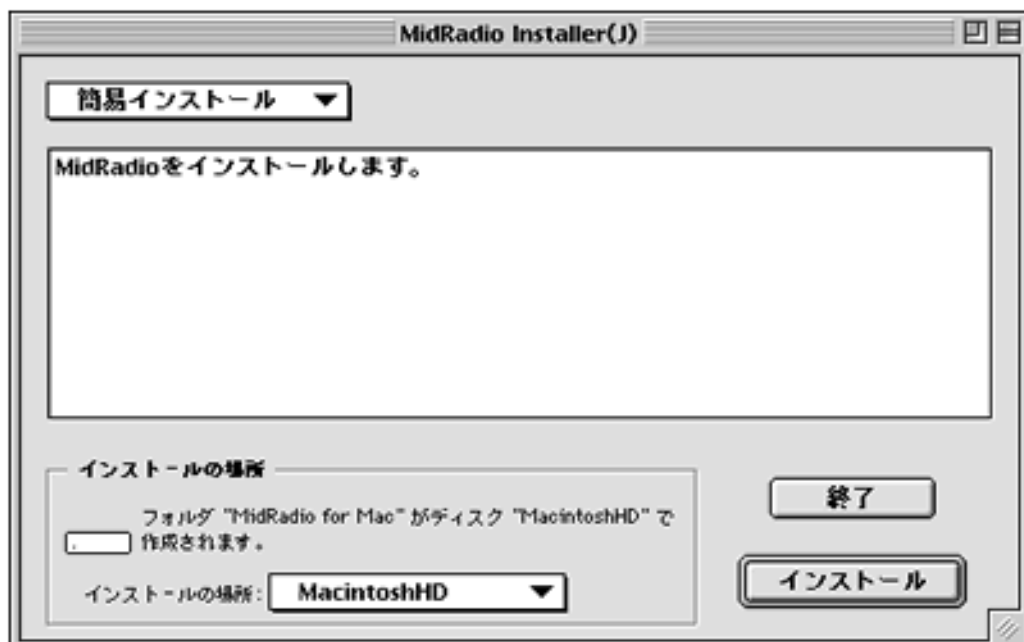 MidRadio Installer(J)
簡易インストール
MidRadioをインストールします。
インストールの場所
フォルダ "MidRadio for Mac" がディスク "MacintoshHD" で
作成されます。
インストールの場所: MacintoshHD
終了
インストール